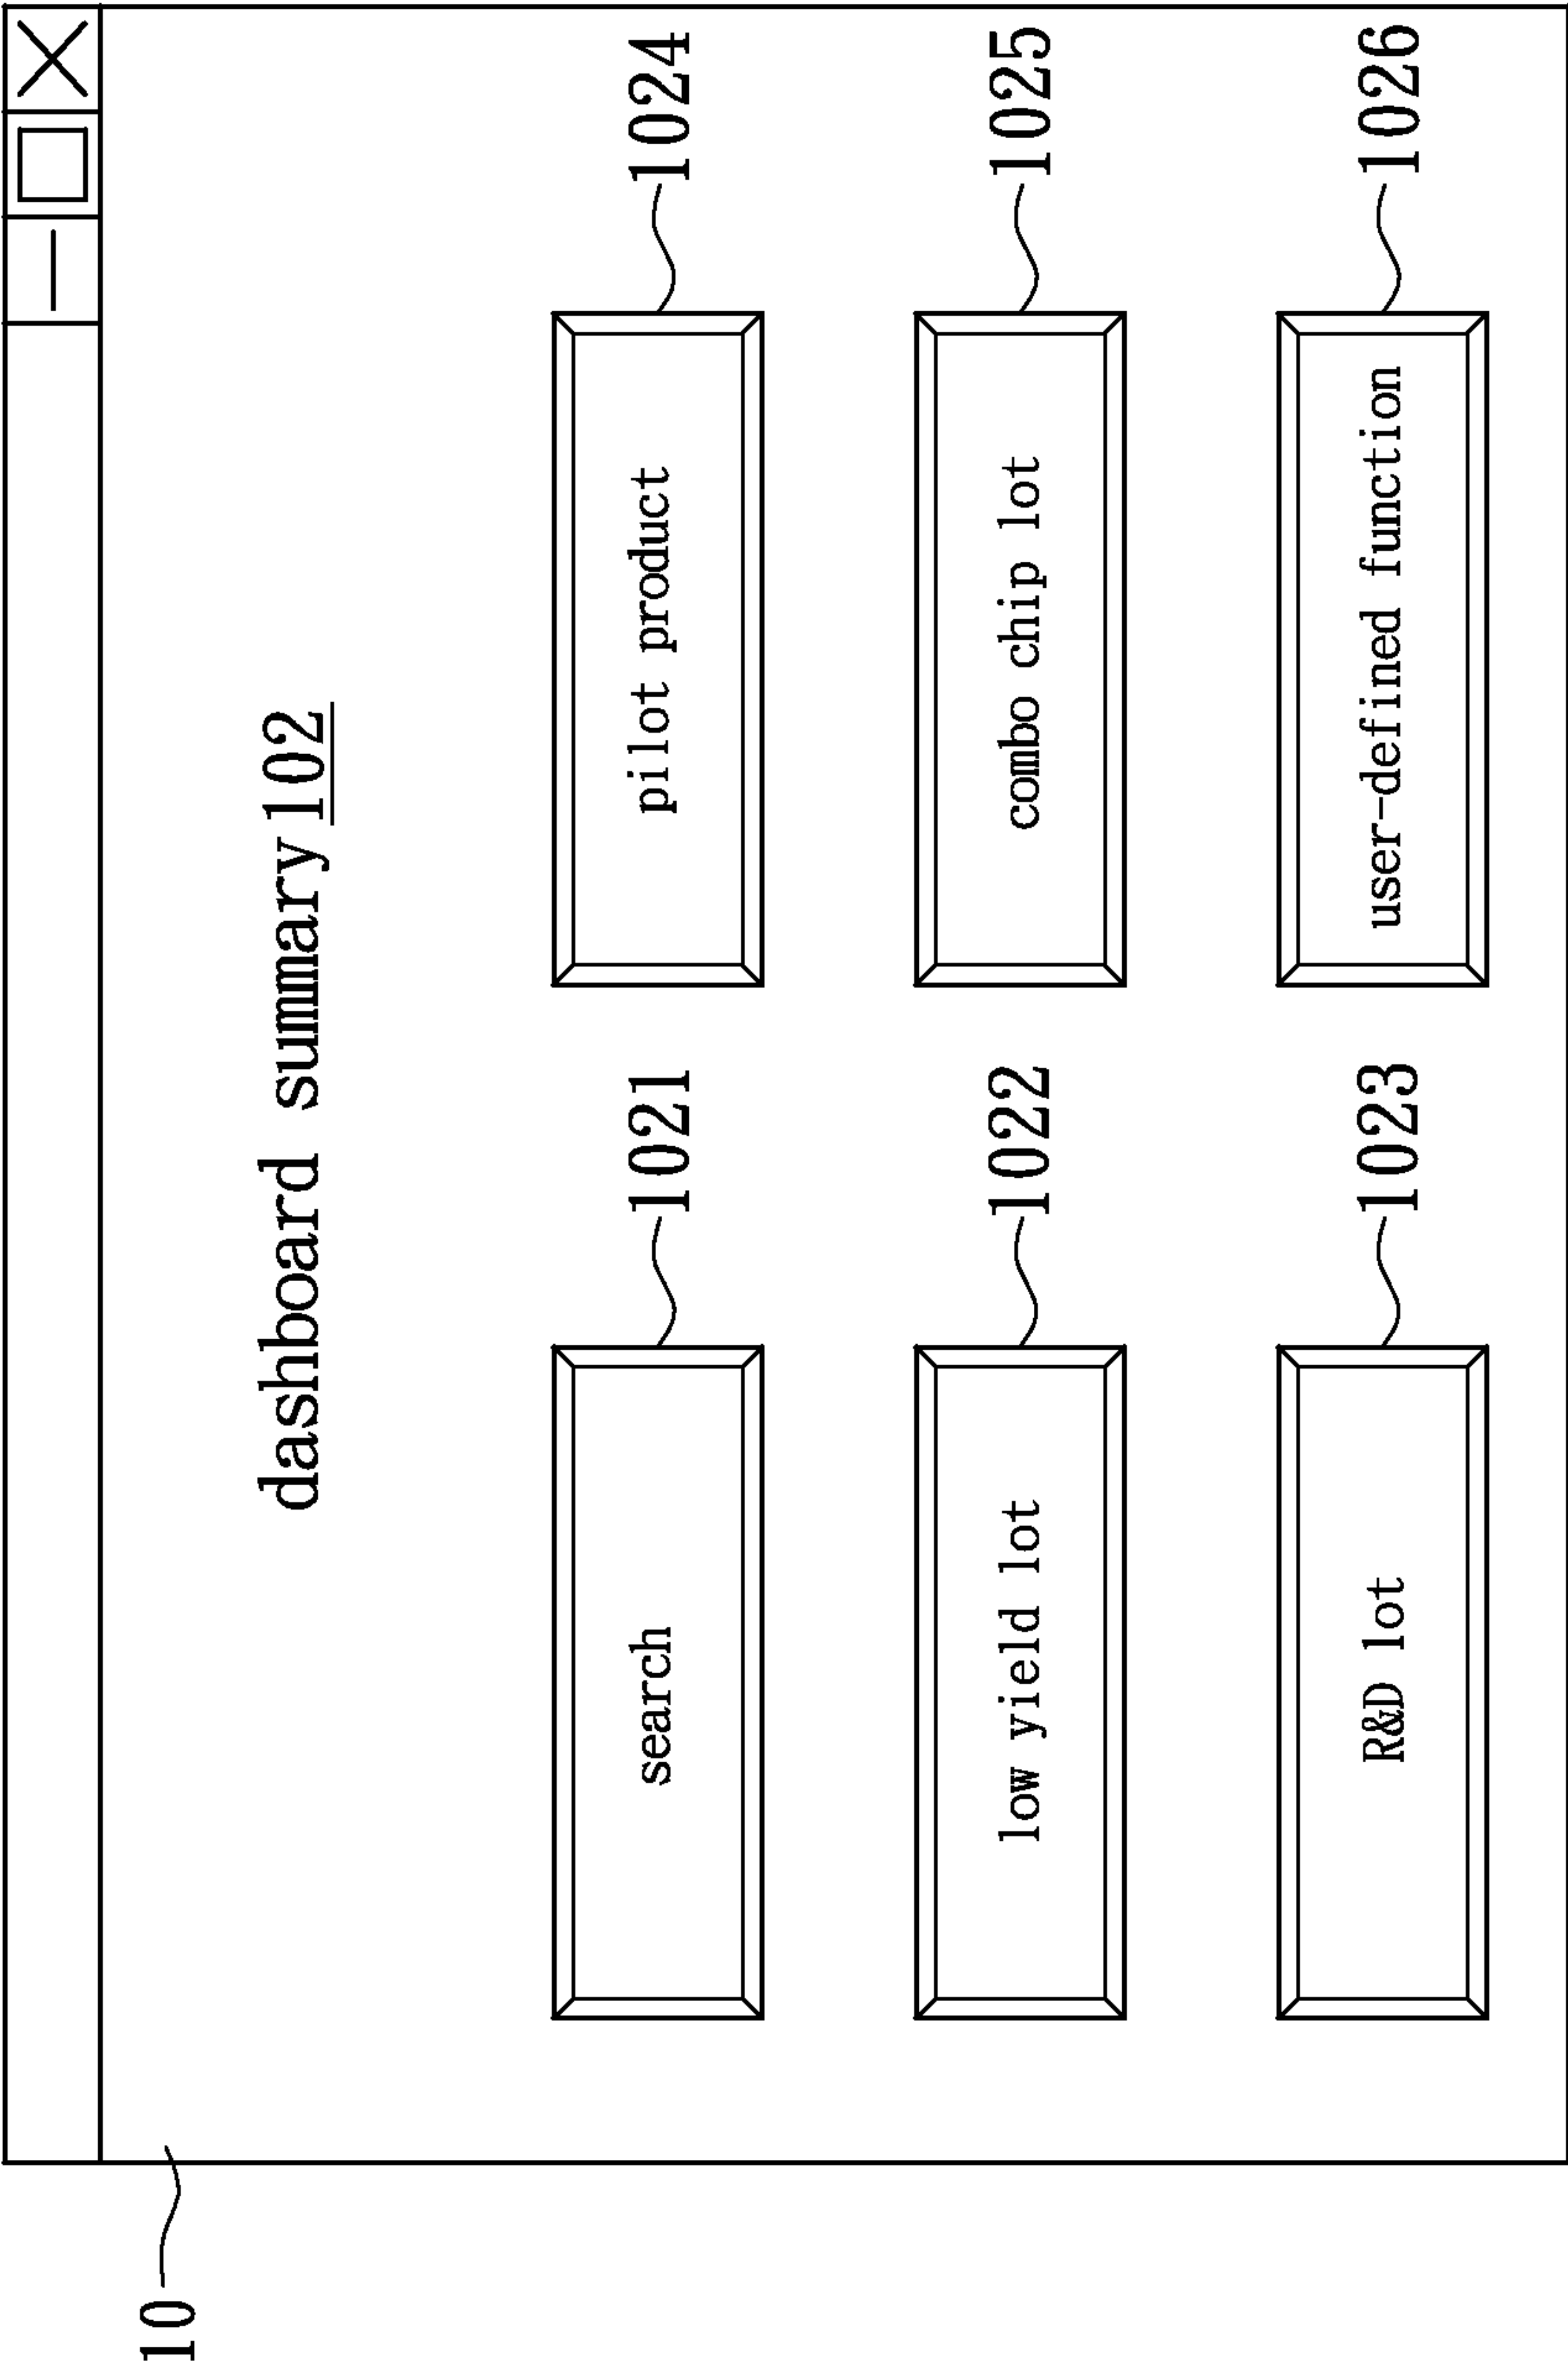 10
dashboard summary 102
search
1021
pilot product
1024
low yield lot
1022
combo chip lot
1025
R&D lot
1023
user-defined function
1026